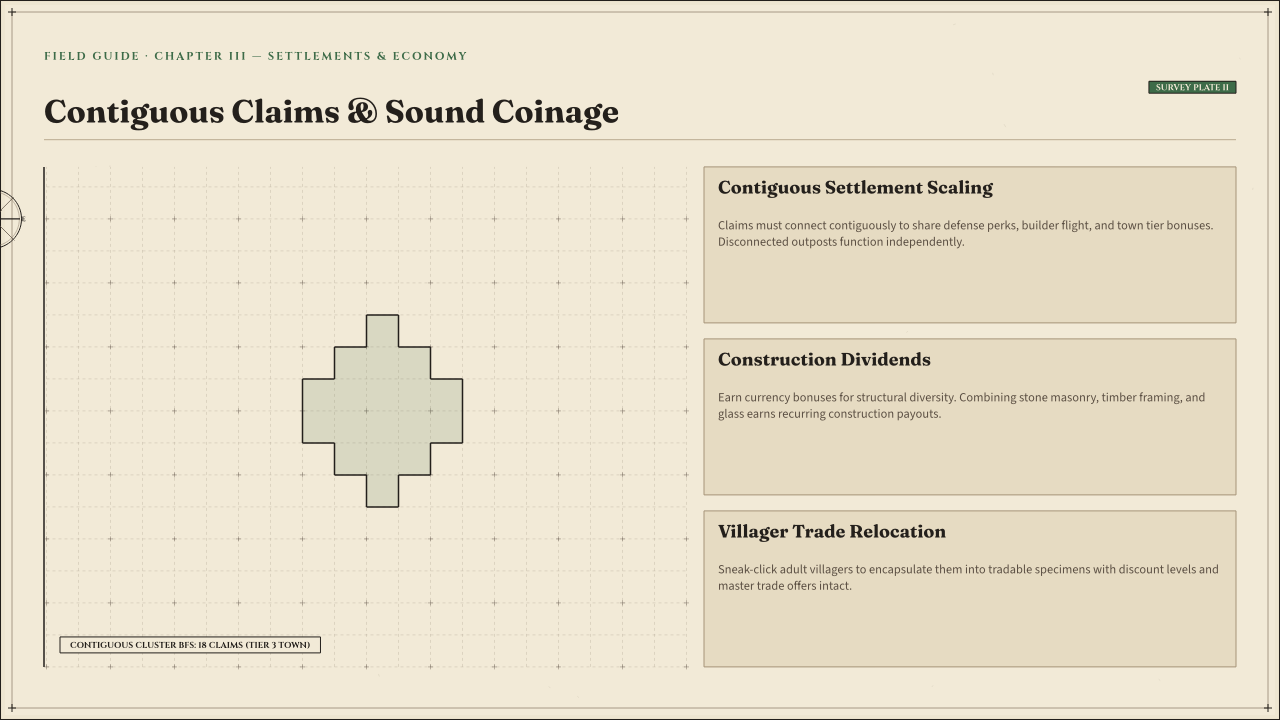 FIELD GUIDE · CHAPTER III — SETTLEMENTS & ECONOMY
SURVEY PLATE II
Contiguous Claims & Sound Coinage
Contiguous Settlement Scaling
Claims must connect contiguously to share defense perks, builder flight, and town tier bonuses.
Disconnected outposts function independently.
Construction Dividends
Earn currency bonuses for structural diversity. Combining stone masonry, timber framing, and
glass earns recurring construction payouts.
Villager Trade Relocation
Sneak-click adult villagers to encapsulate them into tradable specimens with discount levels and
master trade offers intact.
CONTIGUOUS CLUSTER BFS: 18 CLAIMS (TIER 3 TOWN)